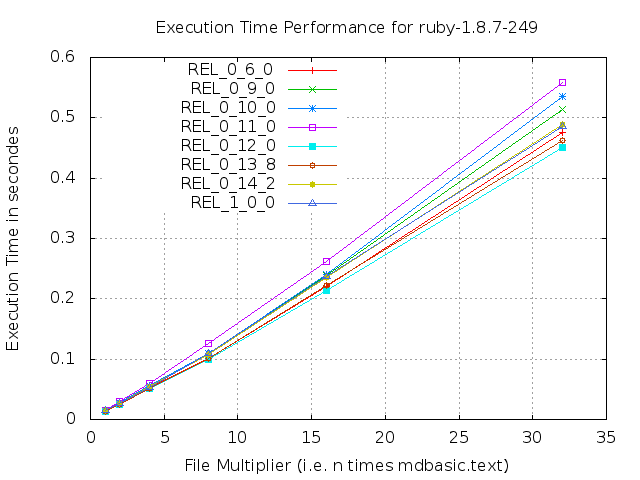 Execution Time Performance for ruby-1.8.7-249
0.6
0.5
0.4
0.3
0.2
0.1
0
Execution Time in secondes
REL_0_6_0
REL_0_9_0
REL_0_10_0
REL_0_11_0
REL_0_12_0
REL_0_13_8
REL_0_14_2
REL_1_0_0
0 5 10 15 20 25 30 35
File Multiplier (i.e. n times mdbasic.text)